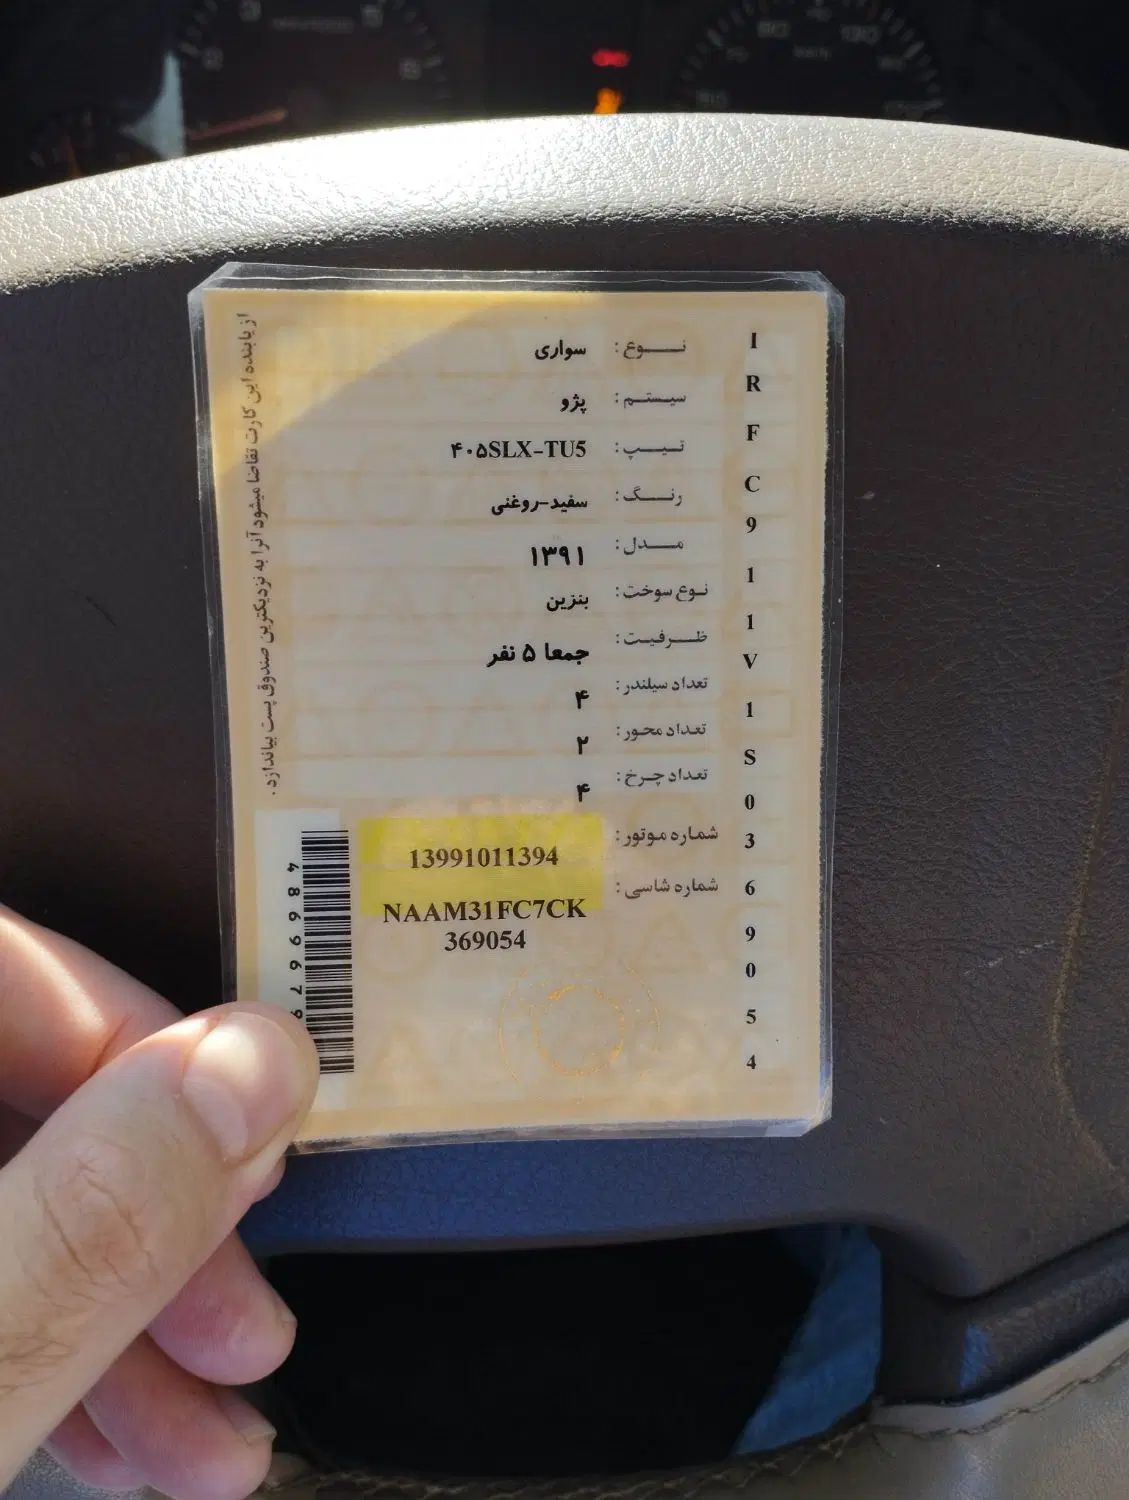 نوع: سواری
سیستم: پژو
تیپ: ۴۰۵SLX-TU5
رنگ: سفید-روغنی
مدل: ۱۳۹۱
نوع سوخت: بنزین
ظرفیت: جمعا ۵ نفر
تعداد سیلندر: ۴
تعداد محور: ۲
تعداد چرخ: ۴
شماره موتور: 13991011394
شماره شاسی: NAAM31FC7CK
369054
IRFC911V1S0369054
از یابنده این کارت تقاضا میشود آنرا به نزدیکترین صندوق پست بیاندازد.